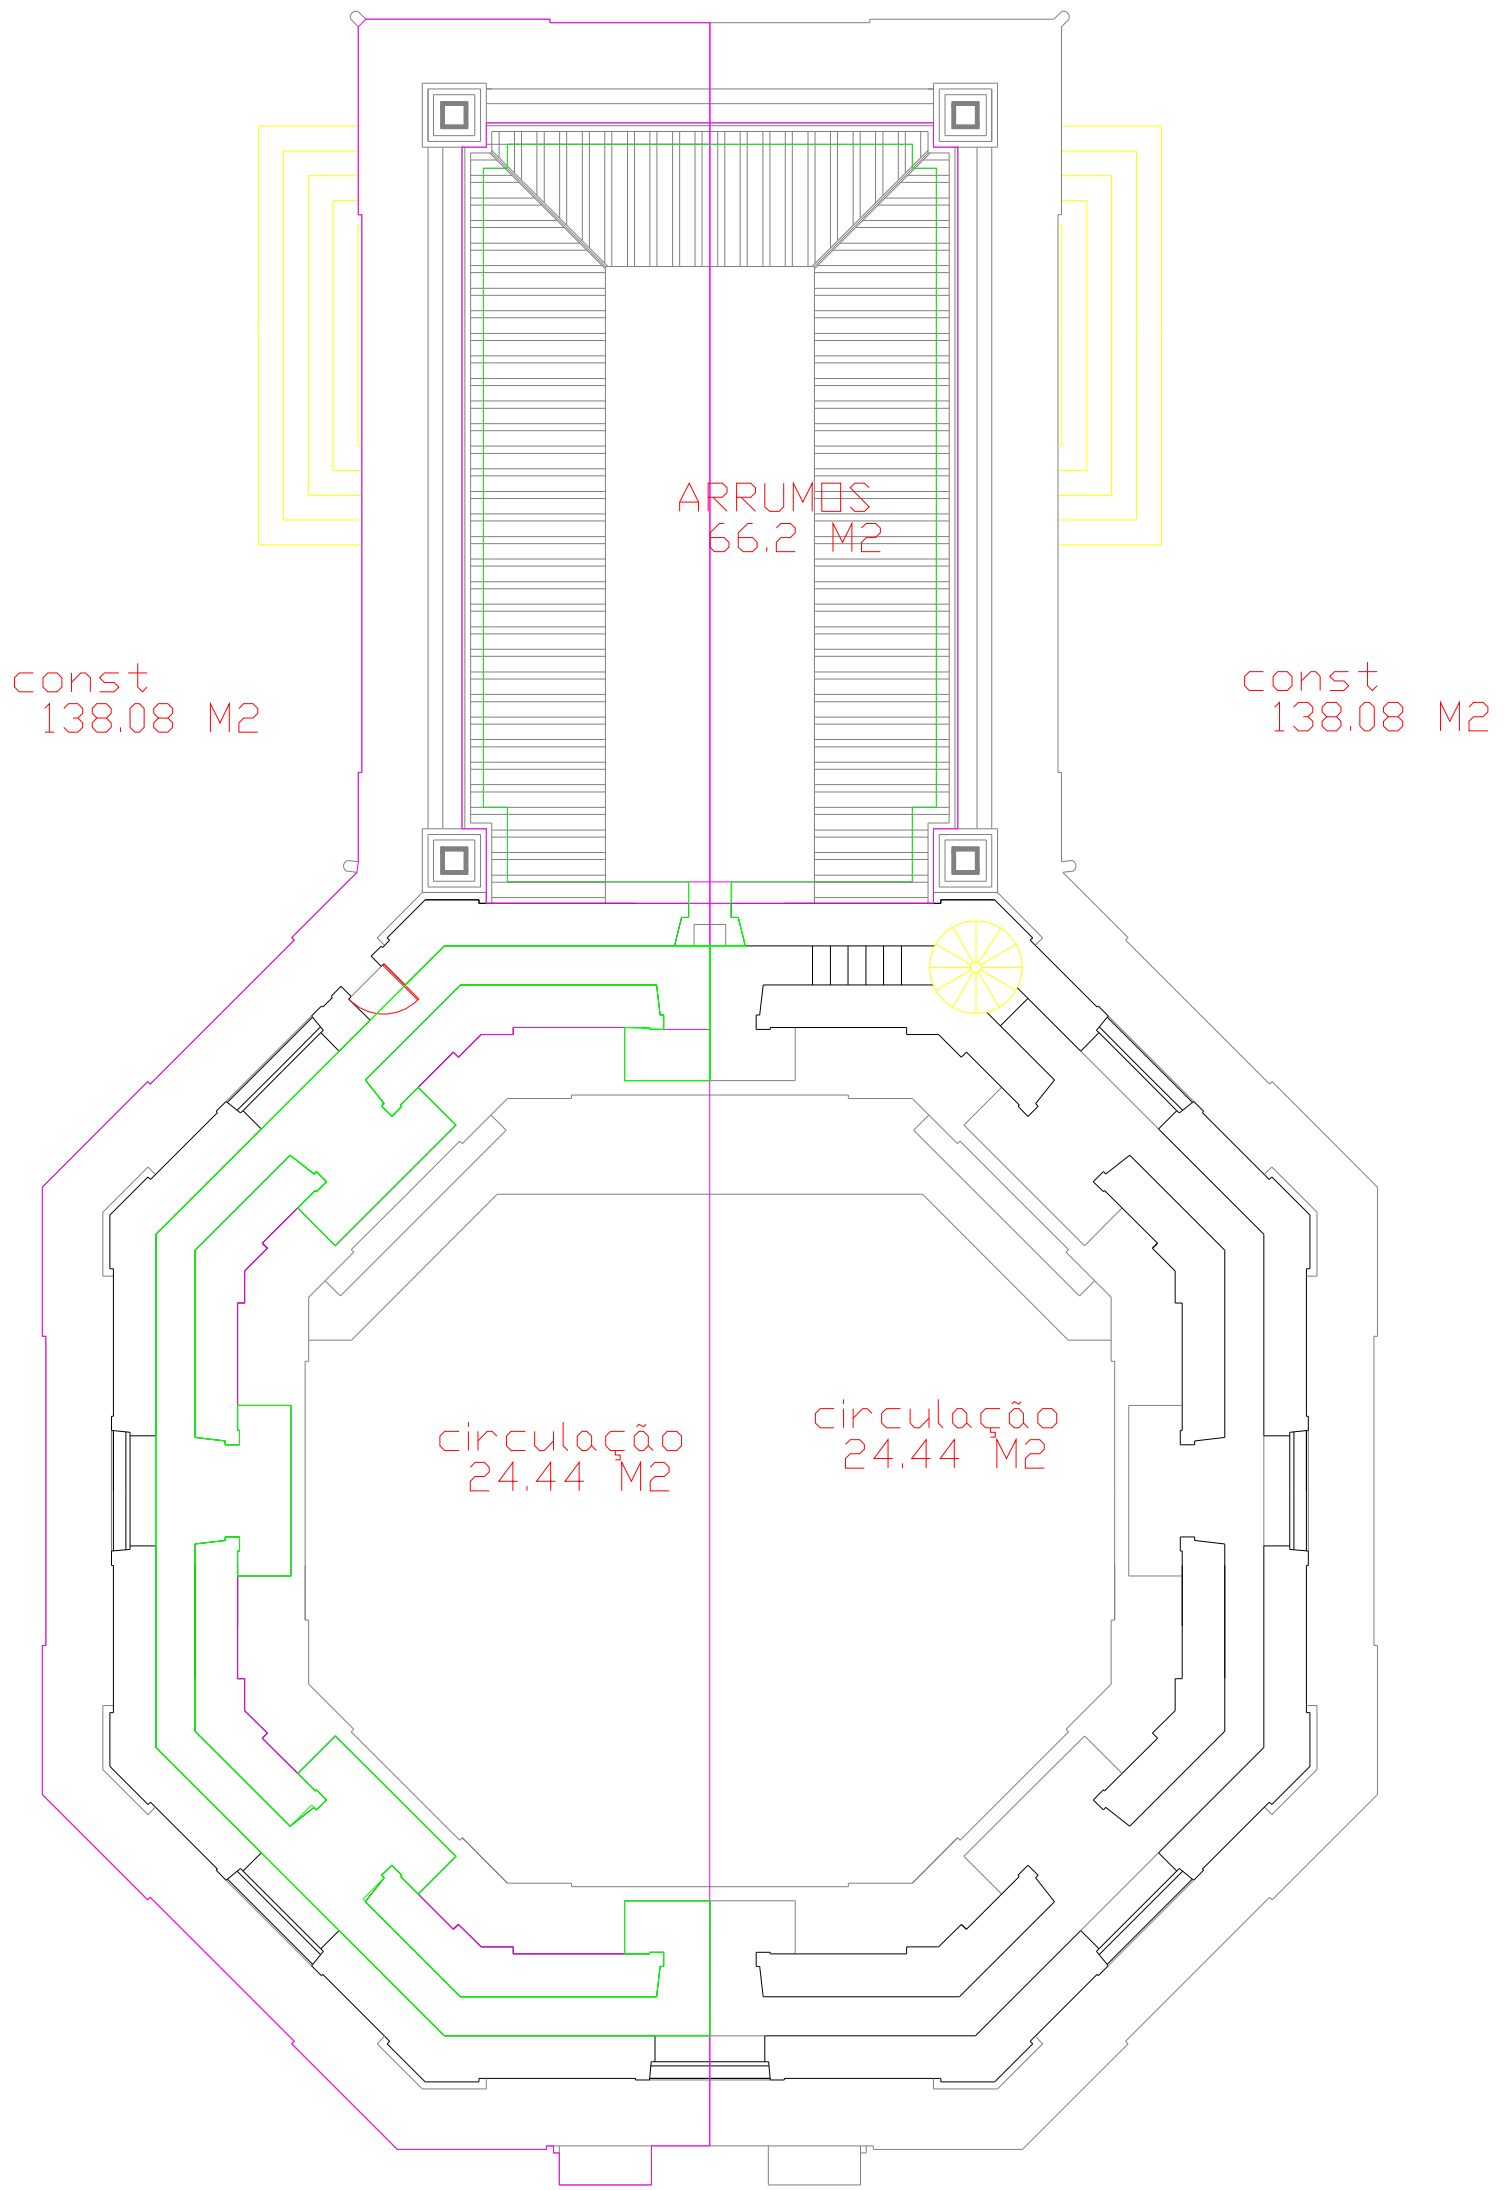 ARRUMOS
66.2 M2
const
138.08 M2
const
138.08 M2
circulação
24.44 M2
circulação
24.44 M2